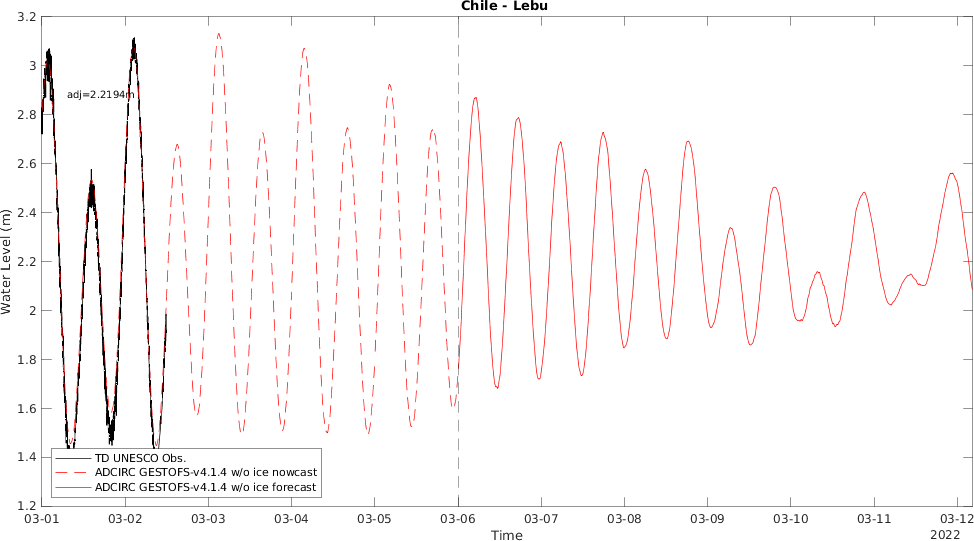 Chile - Lebu
3.2
3
2.8
2.6
2.4
2.2
2
1.8
1.6
1.4
1.2
Water Level (m)
adj=2.2194m
TD UNESCO Obs.
ADCIRC GESTOFS-v4.1.4 w/o ice nowcast
ADCIRC GESTOFS-v4.1.4 w/o ice forecast
03-01 03-02 03-03 03-04 03-05 03-06 03-07 03-08 03-09 03-10 03-11 03-12
Time
2022